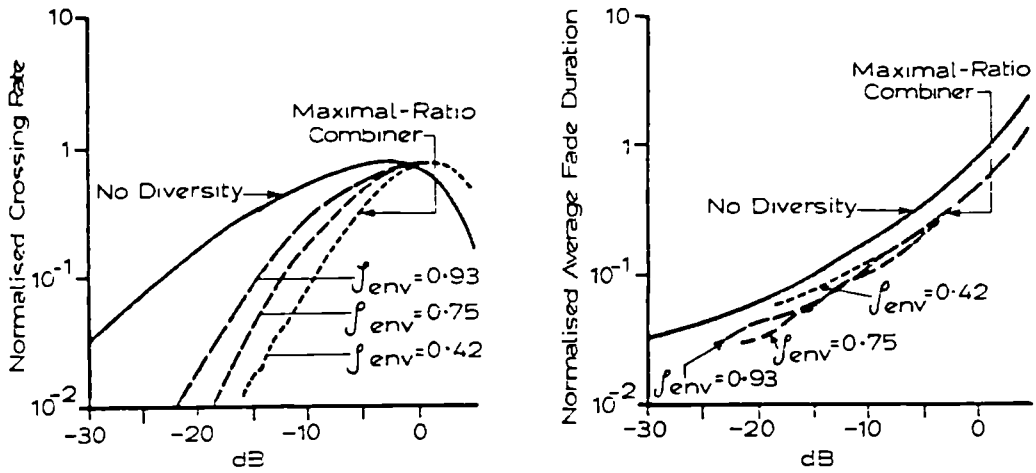 Normalised Crossing Rate
10
1
10-1
10-2
Maximal-Ratio
Combiner
No Diversity
ρenv=0·93
ρenv=0·75
ρenv=0·42
-30
-20
-10
0
dB
Normalised Average Fade Duration
10
1
10-1
10-2
Maximal-Ratio
Combiner
No Diversity
ρenv=0·42
ρenv=0·75
ρenv=0·93
-30
-20
-10
0
dB